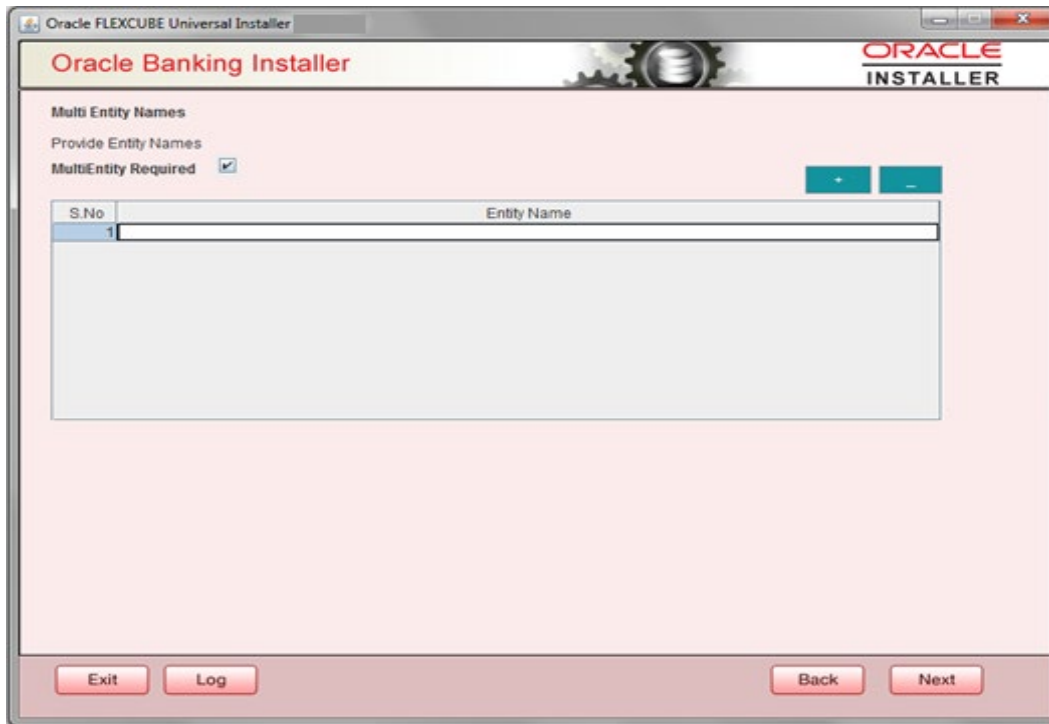 Oracle FLEXCUBE Universal Installer
Oracle Banking Installer
ORACLE
INSTALLER
Multi Entity Names
Provide Entity Names
MultiEntity Required
+ _
S.No Entity Name
1
Exit Log Back Next